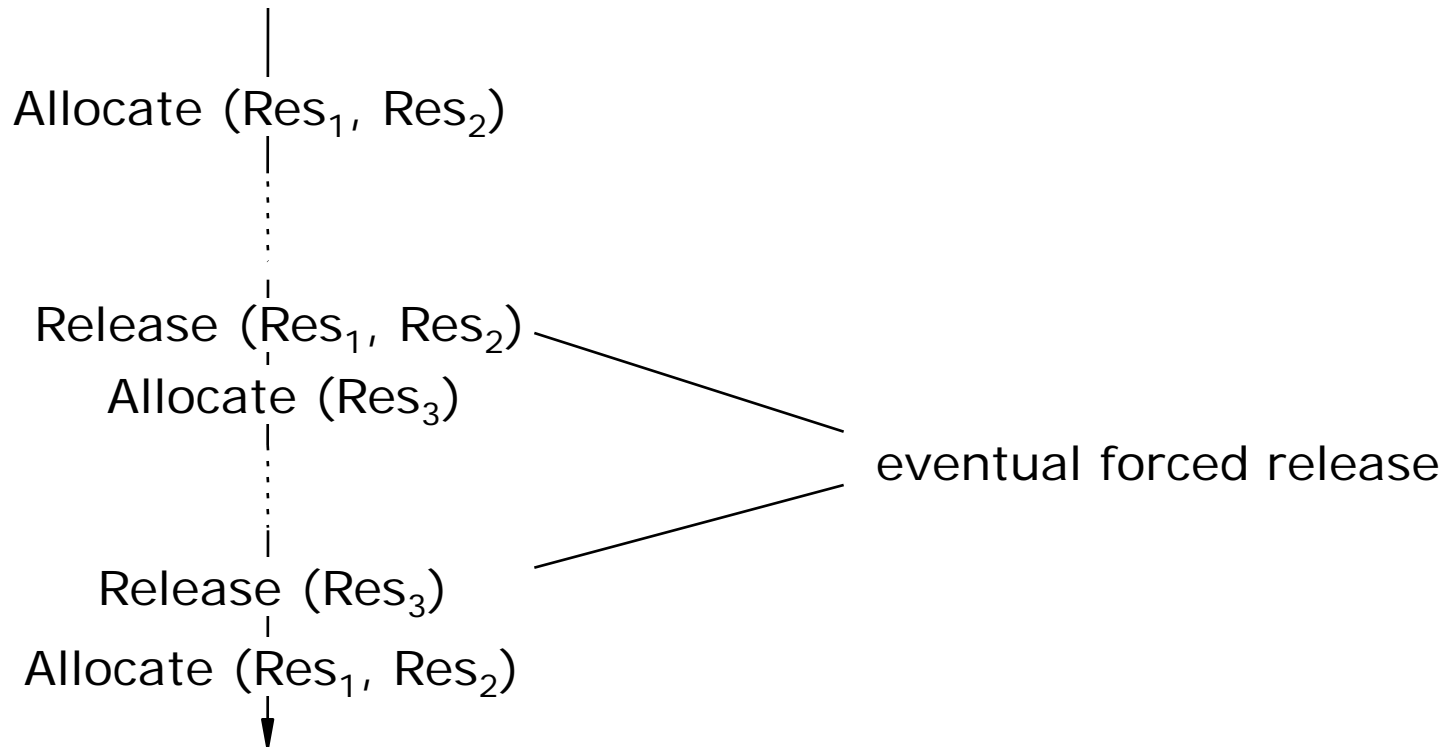 Allocate (Res₁, Res₂)
Release (Res₁, Res₂)
Allocate (Res₃)
eventual forced release
Release (Res₃)
Allocate (Res₁, Res₂)